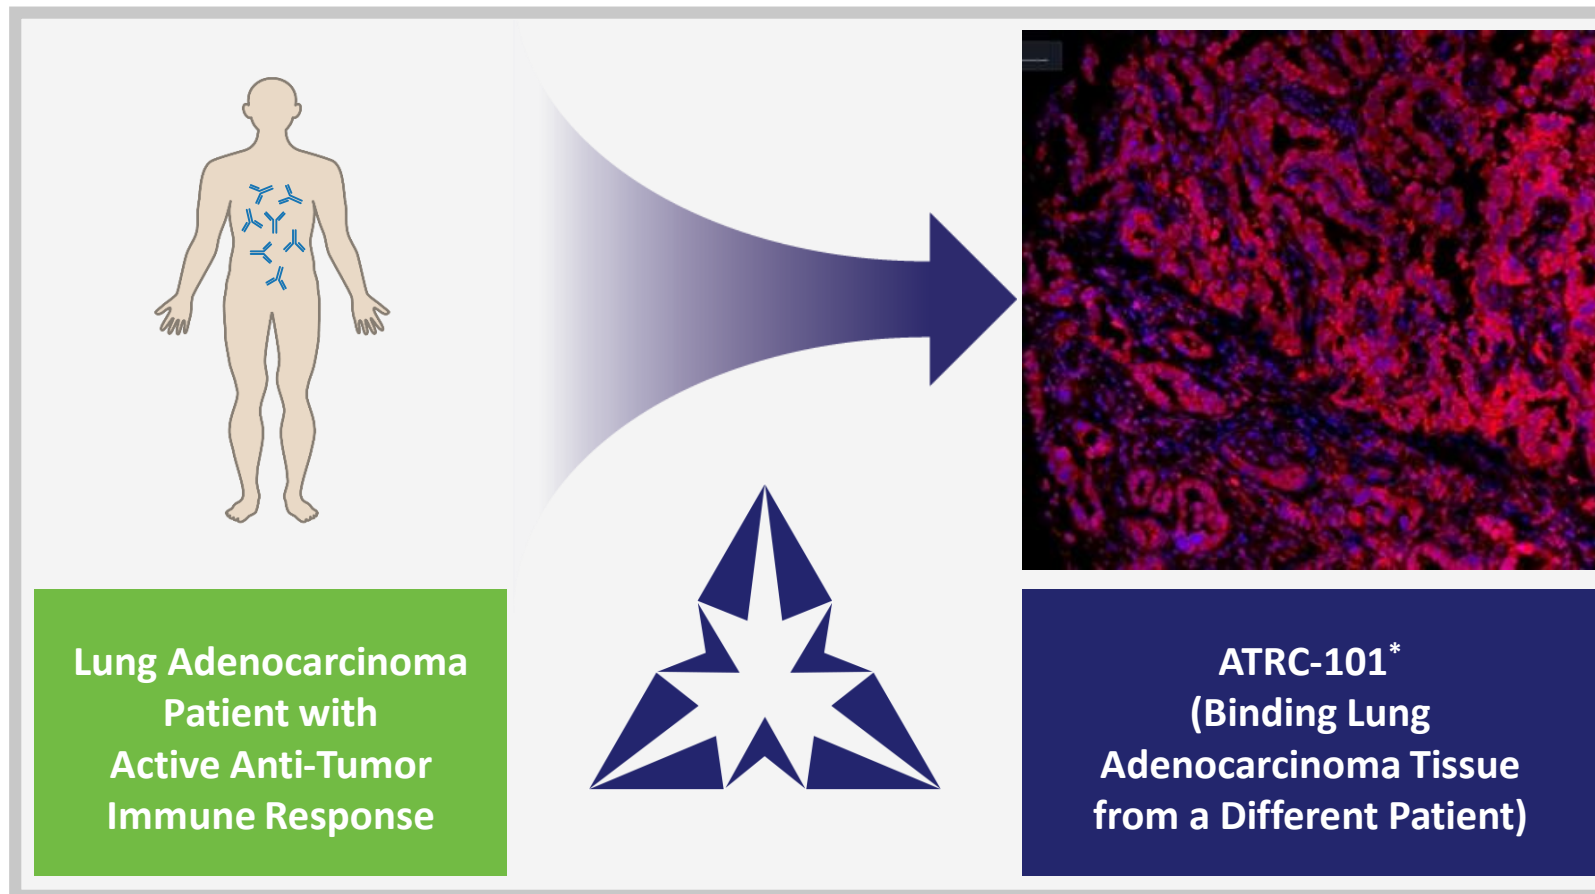 Lung Adenocarcinoma
Patient with
Active Anti-Tumor
Immune Response
ATRC-101*
(Binding Lung
Adenocarcinoma Tissue
from a Different Patient)